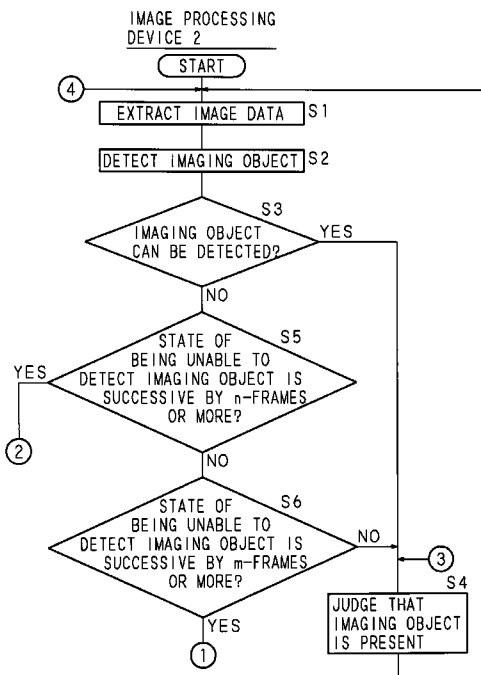 IMAGE PROCESSING
DEVICE 2
START
4
EXTRACT IMAGE DATA S1
DETECT IMAGING OBJECT S2
S3
IMAGING OBJECT
CAN BE DETECTED?
YES
NO
S5
STATE OF
BEING UNABLE TO
DETECT IMAGING OBJECT IS
SUCCESSIVE BY n-FRAMES
OR MORE?
YES
2
NO
S6
STATE OF
BEING UNABLE TO
DETECT IMAGING OBJECT IS
SUCCESSIVE BY m-FRAMES
OR MORE?
NO
3
YES
1
S4
JUDGE THAT
IMAGING OBJECT
IS PRESENT